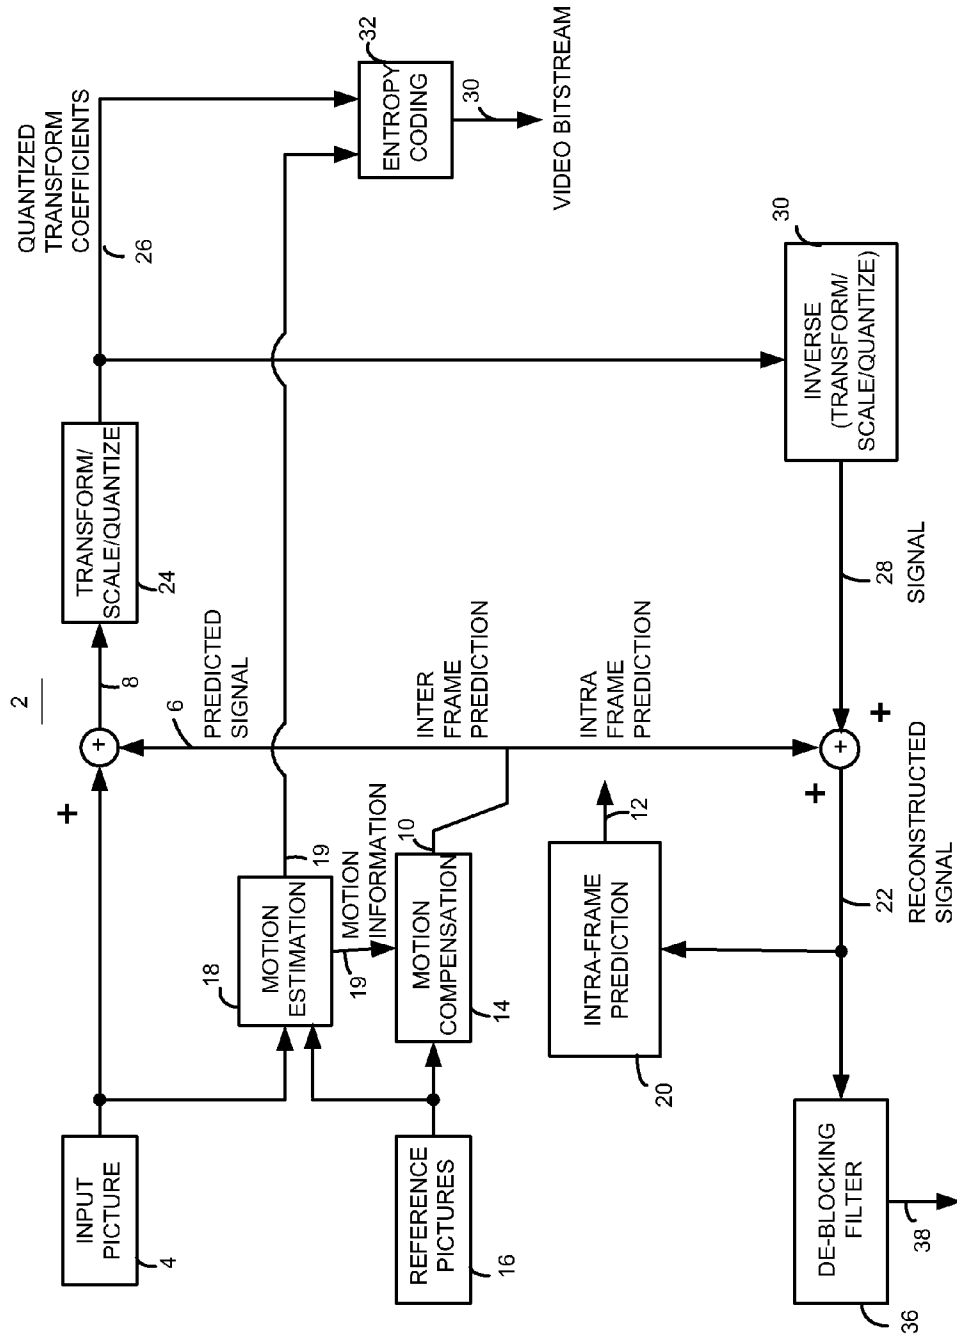 2
INPUT
PICTURE
4
+
+
8
TRANSFORM/
SCALE/QUANTIZE
24
QUANTIZED
TRANSFORM
COEFFICIENTS
26
6
PREDICTED
SIGNAL
18
MOTION
ESTIMATION
19
19
MOTION
INFORMATION
ENTROPY
CODING
32
30
VIDEO BITSTREAM
REFERENCE
PICTURES
16
MOTION
COMPENSATION
14
10
INTER
FRAME
PREDICTION
INTRA-FRAME
PREDICTION
20
12
INTRA
FRAME
PREDICTION
INVERSE
(TRANSFORM/
SCALE/QUANTIZE)
30
28
SIGNAL
+
+
+
22
RECONSTRUCTED
SIGNAL
DE-BLOCKING
FILTER
36
38